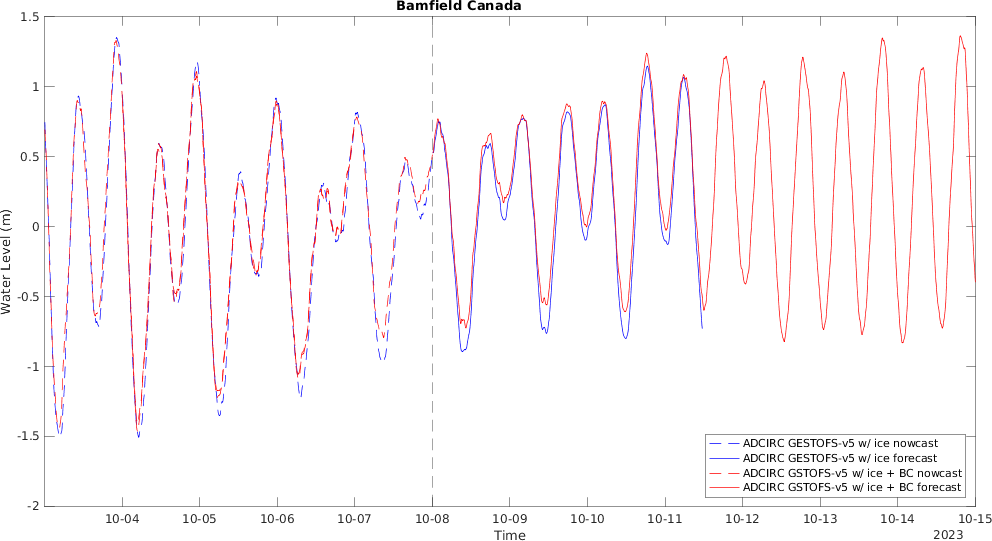 Bamfield Canada
1.5
1
0.5
0
-0.5
-1
-1.5
-2
Water Level (m)
10-04 10-05 10-06 10-07 10-08 10-09 10-10 10-11 10-12 10-13 10-14 10-15
Time
2023
ADCIRC GESTOFS-v5 w/ ice nowcast
ADCIRC GESTOFS-v5 w/ ice forecast
ADCIRC GSTOFS-v5 w/ ice + BC nowcast
ADCIRC GSTOFS-v5 w/ ice + BC forecast